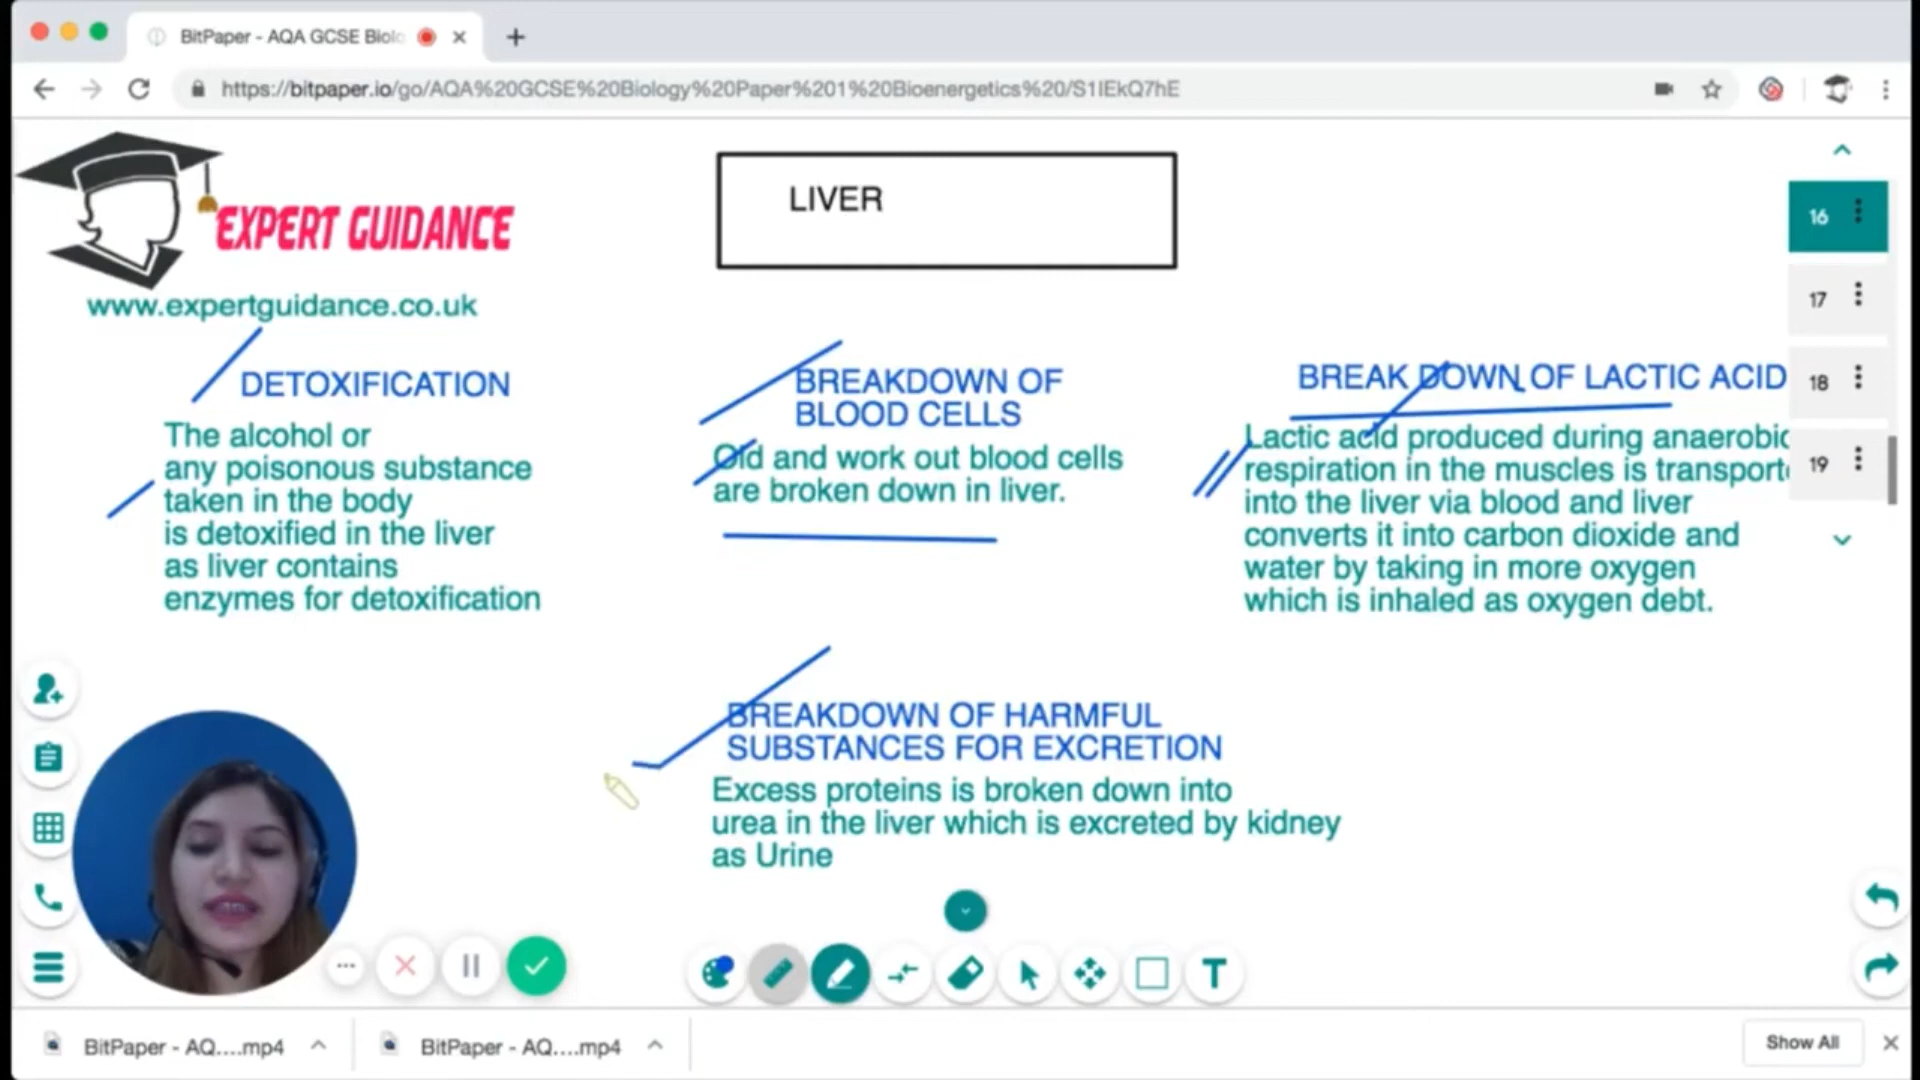 BitPaper - AQA GCSE Biolo
https://bitpaper.io/go/AQA%20GCSE%20Biology%20Paper%201%20Bioenergetics%20/S1IEkQ7hE
EXPERT GUIDANCE
www.expertguidance.co.uk
LIVER
16
17
18
19
DETOXIFICATION
The alcohol or
any poisonous substance
taken in the body
is detoxified in the liver
as liver contains
enzymes for detoxification
BREAKDOWN OF
BLOOD CELLS
Old and work out blood cells
are broken down in liver.
BREAK DOWN OF LACTIC ACID
Lactic acid produced during anaerobic
respiration in the muscles is transporte
into the liver via blood and liver
converts it into carbon dioxide and
water by taking in more oxygen
which is inhaled as oxygen debt.
BREAKDOWN OF HARMFUL
SUBSTANCES FOR EXCRETION
Excess proteins is broken down into
urea in the liver which is excreted by kidney
as Urine
T
BitPaper - AQ....mp4
BitPaper - AQ....mp4
Show All